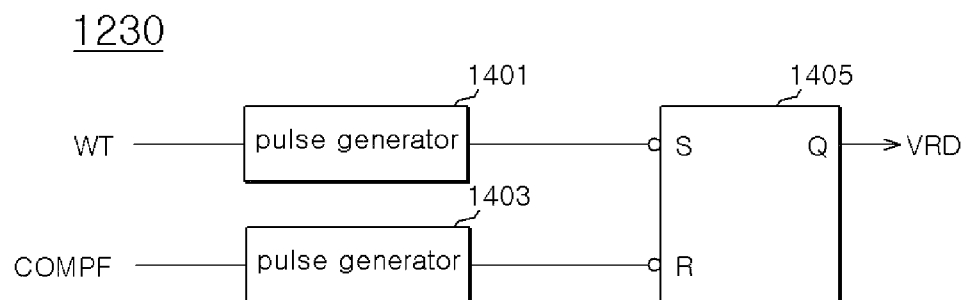 1230
1401
1405
WT
pulse generator
S
Q
VRD
1403
COMPF
pulse generator
R